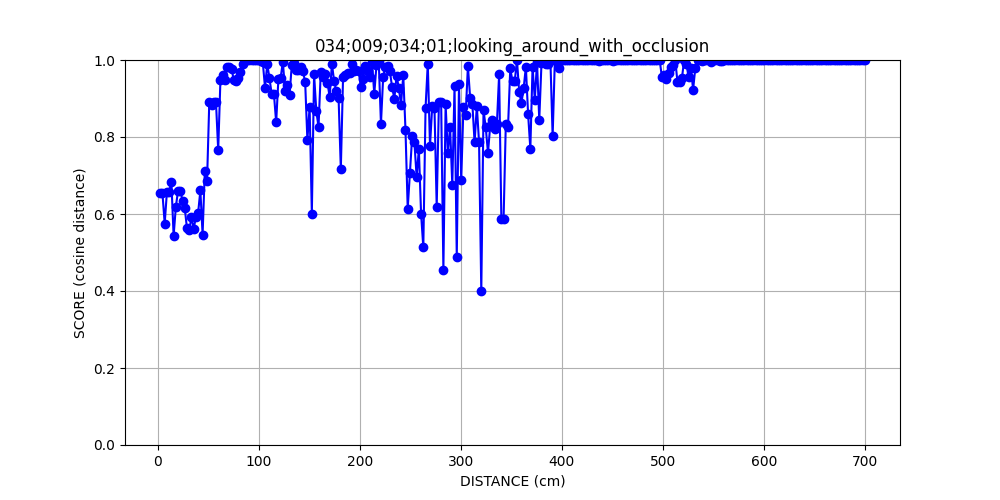 034;009;034;01;looking_around_with_occlusion
SCORE (cosine distance)
1.0
0.8
0.6
0.4
0.2
0.0
0 100 200 300 400 500 600 700
DISTANCE (cm)